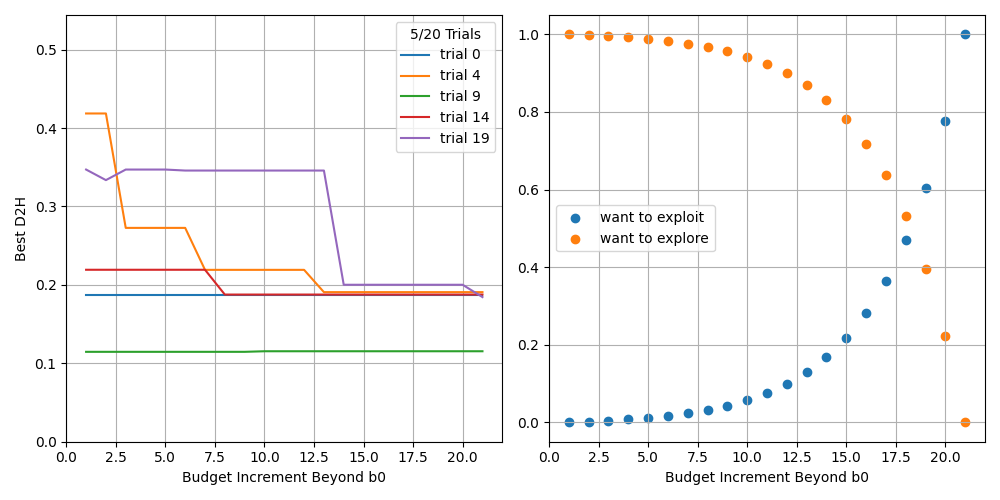 5/20 Trials
trial 0
trial 4
trial 9
trial 14
trial 19
0.5
0.4
0.3
0.2
0.1
0.0
Best D2H
0.0 2.5 5.0 7.5 10.0 12.5 15.0 17.5 20.0
Budget Increment Beyond b0
1.0
0.8
0.6
0.4
0.2
0.0
want to exploit
want to explore
0.0 2.5 5.0 7.5 10.0 12.5 15.0 17.5 20.0
Budget Increment Beyond b0